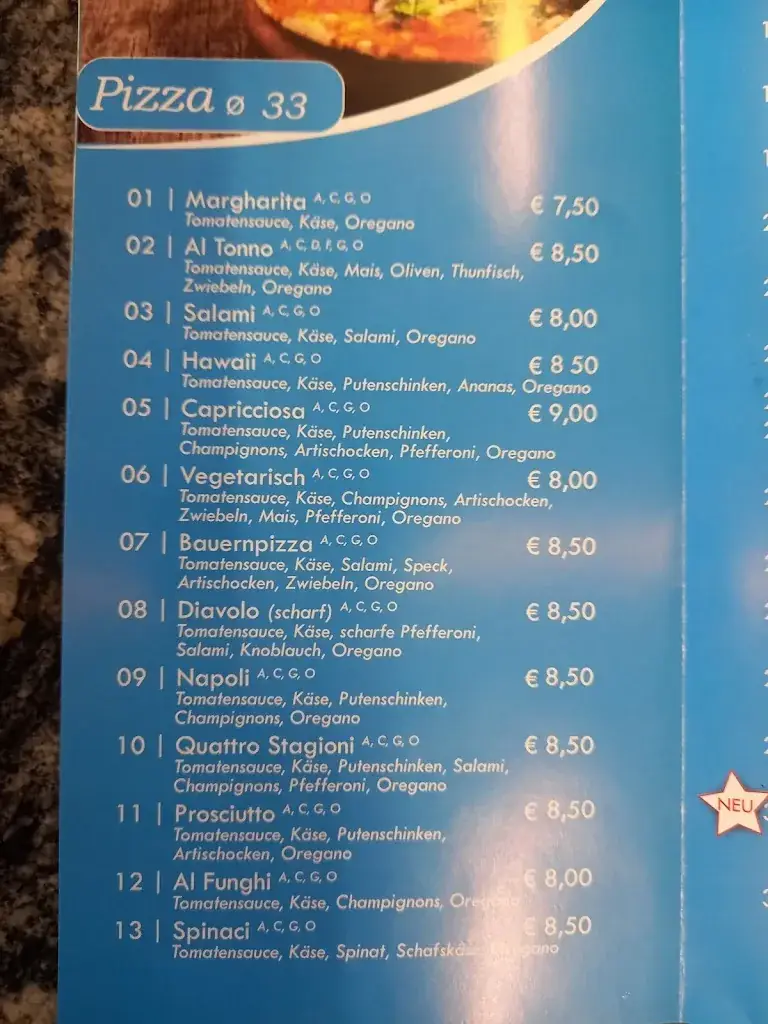 Pizza ø 33
01 | Margharita A, C, G, O € 7,50
Tomatensauce, Käse, Oregano
02 | Al Tonno A, C, D, F, G, O € 8,50
Tomatensauce, Käse, Mais, Oliven, Thunfisch,
Zwiebeln, Oregano
03 | Salami A, C, G, O € 8,00
Tomatensauce, Käse, Salami, Oregano
04 | Hawaii A, C, G, O € 8 50
Tomatensauce, Käse, Putenschinken, Ananas, Oregano
05 | Capricciosa A, C, G, O € 9,00
Tomatensauce, Käse, Putenschinken,
Champignons, Artischocken, Pfefferoni, Oregano
06 | Vegetarisch A, C, G, O € 8,00
Tomatensauce, Käse, Champignons, Artischocken,
Zwiebeln, Mais, Pfefferoni, Oregano
07 | Bauernpizza A, C, G, O € 8,50
Tomatensauce, Käse, Salami, Speck,
Artischocken, Zwiebeln, Oregano
08 | Diavolo (scharf) A, C, G, O € 8,50
Tomatensauce, Käse, scharfe Pfefferoni,
Salami, Knoblauch, Oregano
09 | Napoli A, C, G, O € 8,50
Tomatensauce, Käse, Putenschinken,
Champignons, Oregano
10 | Quattro Stagioni A, C, G, O € 8,50
Tomatensauce, Käse, Putenschinken, Salami,
Champignons, Pfefferoni, Oregano
11 | Prosciutto A, C, G, O € 8,50
Tomatensauce, Käse, Putenschinken,
Artischocken, Oregano
12 | Al Funghi A, C, G, O € 8,00
Tomatensauce, Käse, Champignons, Oregano
13 | Spinaci A, C, G, O € 8,50
Tomatensauce, Käse, Spinat, Schafskäse, Oregano
NEU